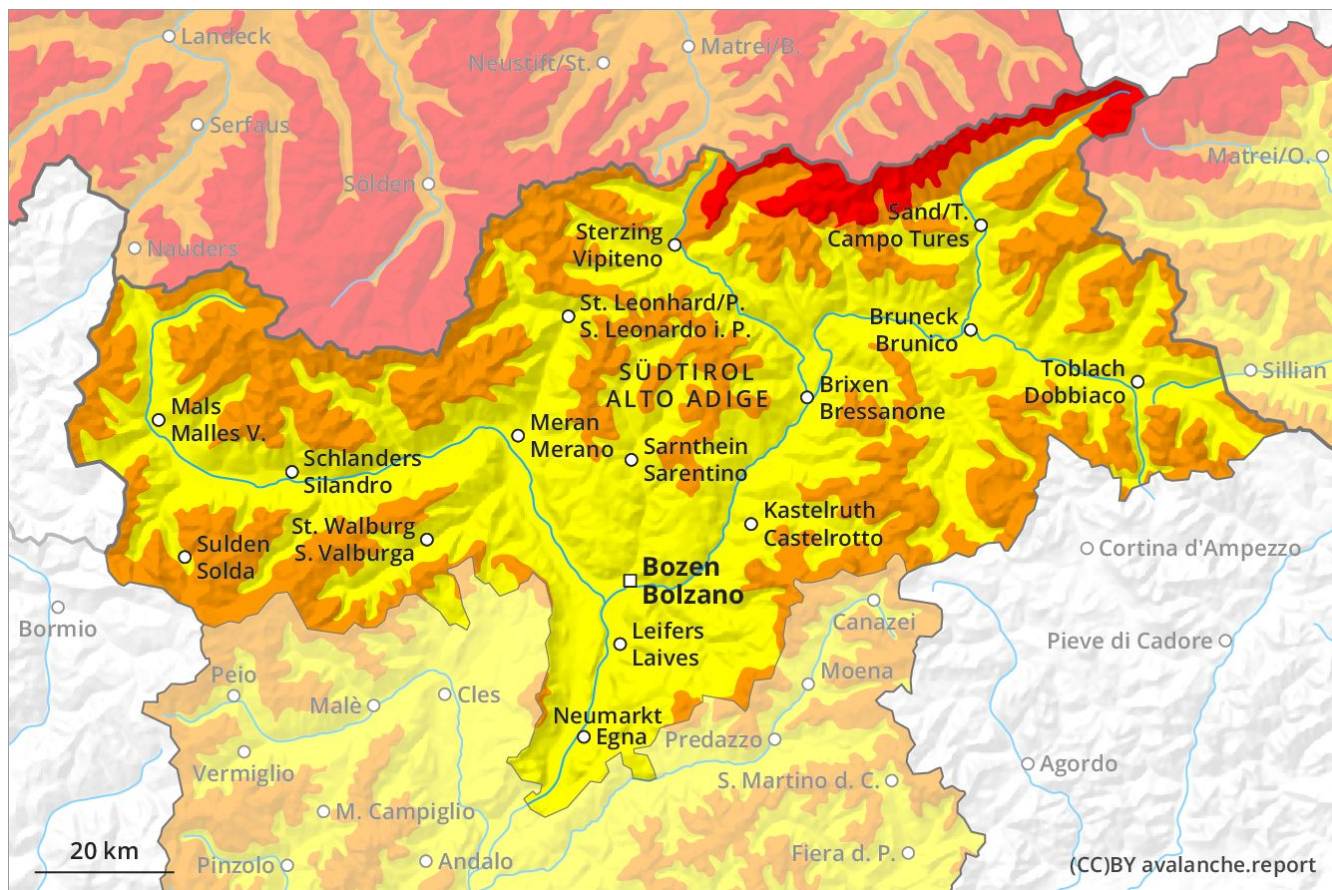 Landeck
Matrei/B.
Neustift/St.
Serfaus
Matrei/O.
Sölden
Sand/T.
Campo Tures
Nauders
Sterzing
Vipiteno
St. Leonhard/P.
S. Leonardo i. P.
Bruneck
Brunico
SÜDTIROL
ALTO ADIGE
Toblach
Dobbiaco
Sillian
Brixen
Bressanone
Mals
Malles V.
Meran
Merano
Sarnthein
Sarentino
Schlanders
Silandro
Kastelruth
Castelrotto
St. Walburg
S. Valburga
Sulden
Solda
Cortina d'Ampezzo
Bozen
Bolzano
Bormio
Canazei
Leifers
Laives
Pieve di Cadore
Moena
Peio
Malè
Cles
Neumarkt
Egna
Predazzo
Vermiglio
Agordo
S. Martino d. C.
M. Campiglio
20 km
Pinzolo
Andalo
Fiera d. P.
(CC)BY avalanche.report